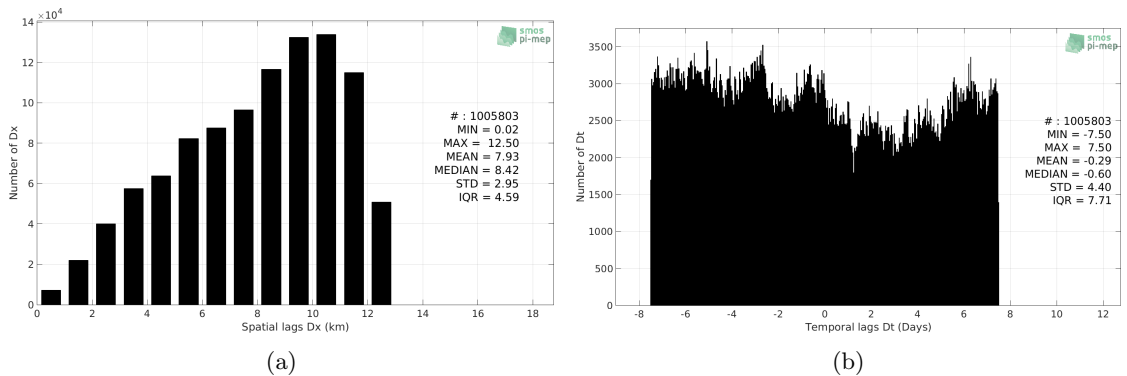 ×10⁴
14
12
10
8
6
4
2
0
Number of Dx
smos
pi-mep
# : 1005803
MIN = 0.02
MAX = 12.50
MEAN = 7.93
MEDIAN = 8.42
STD = 2.95
IQR = 4.59
0 2 4 6 8 10 12 14 16 18
Spatial lags Dx (km)
(a)
3500
3000
2500
2000
1500
1000
500
0
Number of Dt
smos
pi-mep
# : 1005803
MIN = -7.50
MAX = 7.50
MEAN = -0.29
MEDIAN = -0.60
STD = 4.40
IQR = 7.71
-8 -6 -4 -2 0 2 4 6 8 10 12
Temporal lags Dt (Days)
(b)